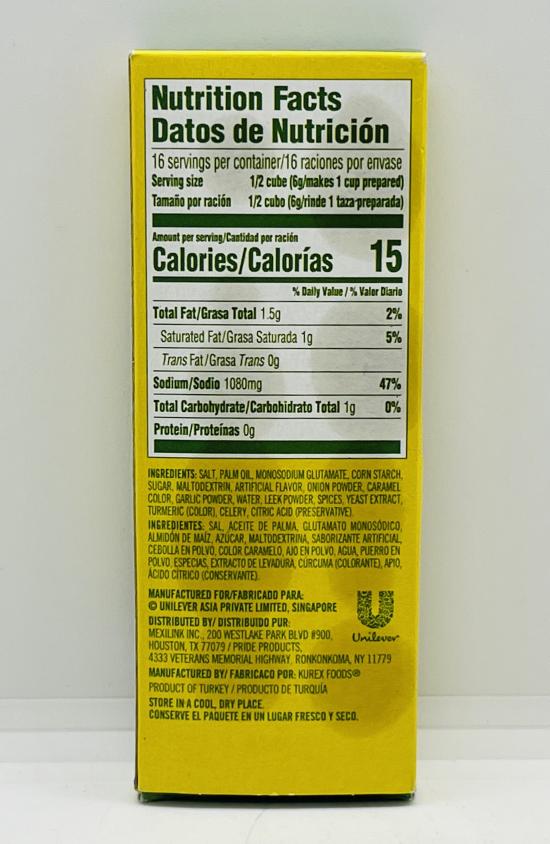 Nutrition Facts
Datos de Nutrición
16 servings per container/16 raciones por envase
Serving size 1/2 cube (6g/makes 1 cup prepared)
Tamaño por ración 1/2 cubo (6g/rinde 1 taza preparada)
Amount per serving/Cantidad por ración
Calories/Calorías 15
% Daily Value / % Valor Diario
Total Fat/Grasa Total 1.5g 2%
Saturated Fat/Grasa Saturada 1g 5%
Trans Fat/Grasa Trans 0g
Sodium/Sodio 1080mg 47%
Total Carbohydrate/Carbohidrato Total 1g 0%
Protein/Proteínas 0g
INGREDIENTS: SALT, PALM OIL, MONOSODIUM GLUTAMATE, CORN STARCH,
SUGAR, MALTODEXTRIN, ARTIFICIAL FLAVOR, ONION POWDER, CARAMEL
COLOR, GARLIC POWDER, WATER, LEEK POWDER, SPICES, YEAST EXTRACT,
TURMERIC (COLOR), CELERY, CITRIC ACID (PRESERVATIVE).
INGREDIENTES: SAL, ACEITE DE PALMA, GLUTAMATO MONOSÓDICO,
ALMIDÓN DE MAÍZ, AZÚCAR, MALTODEXTRINA, SABORIZANTE ARTIFICIAL,
CEBOLLA EN POLVO, COLOR CARAMELO, AJO EN POLVO, AGUA, PUERRO EN
POLVO, ESPECIAS, EXTRACTO DE LEVADURA, CÚRCUMA (COLORANTE), APIO,
ÁCIDO CÍTRICO (CONSERVANTE).
MANUFACTURED FOR/FABRICADO PARA:
© UNILEVER ASIA PRIVATE LIMITED, SINGAPORE
DISTRIBUTED BY/ DISTRIBUIDO PUR:
MEXILINK INC., 200 WESTLAKE PARK BLVD #900,
HOUSTON, TX 77079 / PRIDE PRODUCTS,
4333 VETERANS MEMORIAL HIGHWAY, RONKONKOMA, NY 11779
Unilever
MANUFACTURED BY/ FABRICACO POR: KUREX FOODS®
PRODUCT OF TURKEY / PRODUCTO DE TURQUÍA
STORE IN A COOL, DRY PLACE.
CONSERVE EL PAQUETE EN UN LUGAR FRESCO Y SECO.